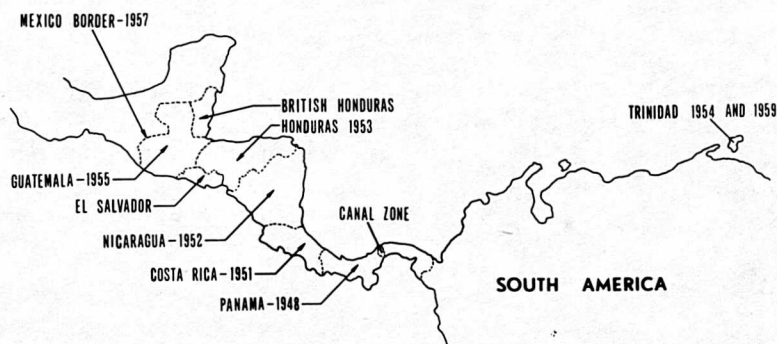 MEXICO BORDER-1957
BRITISH HONDURAS
HONDURAS 1953
TRINIDAD 1954 AND 1959
GUATEMALA-1955
EL SALVADOR
CANAL ZONE
NICARAGUA-1952
COSTA RICA-1951
SOUTH AMERICA
PANAMA-1948